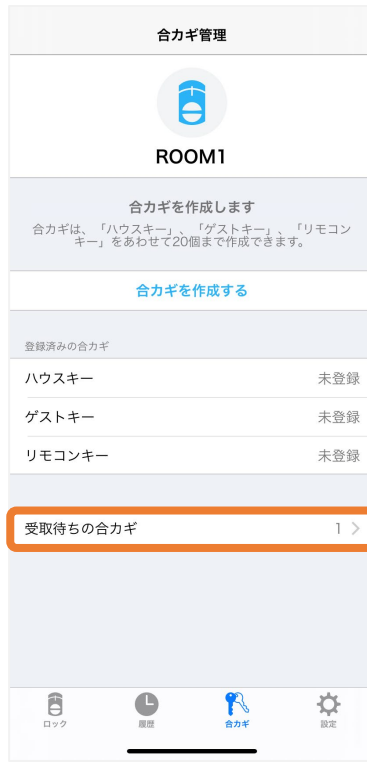 合カギ管理
ROOM1
合カギを作成します
合カギは、「ハウスキー」、「ゲストキー」、「リモコン
キー」をあわせて20個まで作成できます。
合カギを作成する
登録済みの合カギ
ハウスキー 未登録
ゲストキー 未登録
リモコンキー 未登録
受取待ちの合カギ 1
ロック 履歴 合カギ 設定